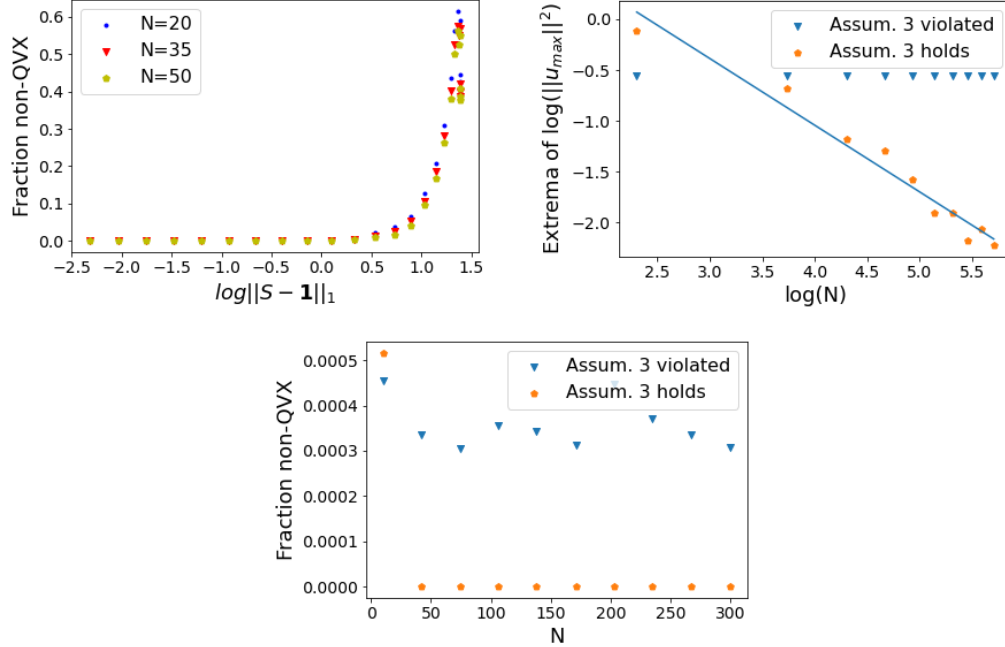 Fraction non-QVX
0.6
0.5
0.4
0.3
0.2
0.1
0.0
N=20
N=35
N=50
−2.5 −2.0 −1.5 −1.0 −0.5 0.0 0.5 1.0 1.5
log||S − 1||₁
Extrema of log(||u_max||²)
0.0
−0.5
−1.0
−1.5
−2.0
Assum. 3 violated
Assum. 3 holds
2.5 3.0 3.5 4.0 4.5 5.0 5.5
log(N)
Fraction non-QVX
0.0005
0.0004
0.0003
0.0002
0.0001
0.0000
Assum. 3 violated
Assum. 3 holds
0 50 100 150 200 250 300
N